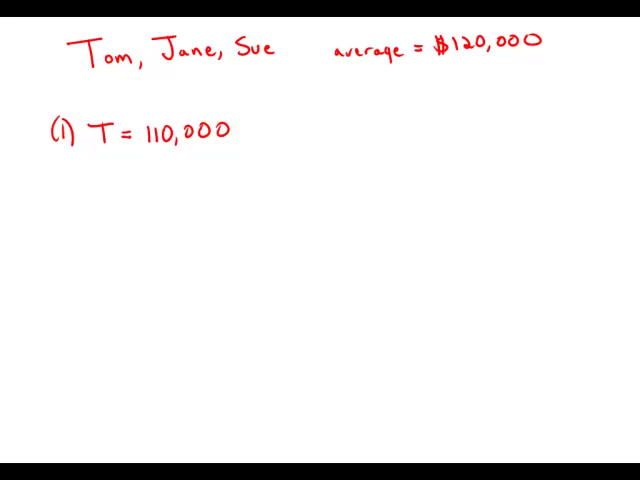 Tom, Jane, Sue average = $120,000
(1) T = 110,000